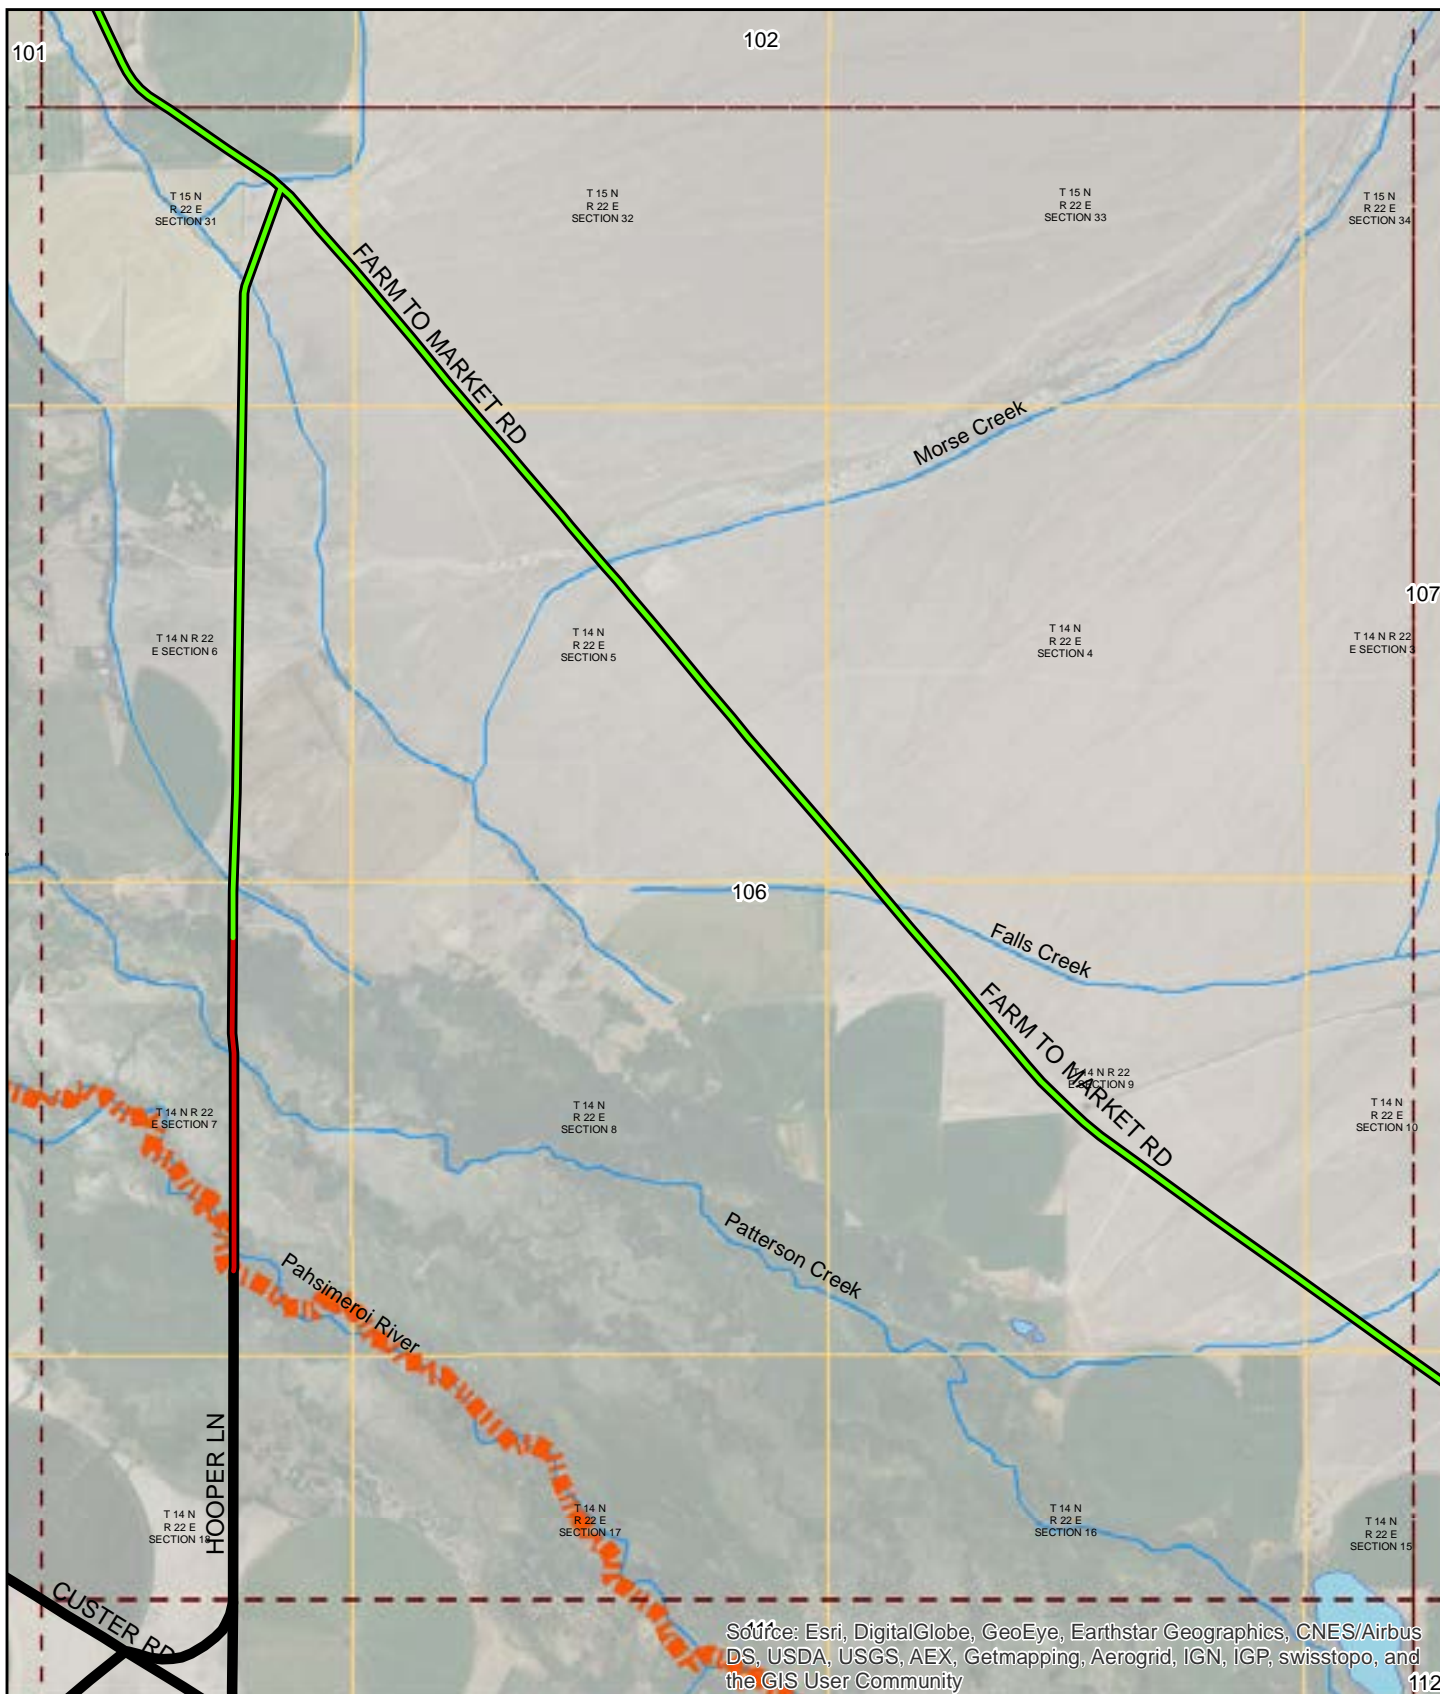 101
102
T 15 N
R 22 E
SECTION 31
T 15 N
R 22 E
SECTION 32
T 15 N
R 22 E
SECTION 33
T 15 N
R 22 E
SECTION 34
FARM TO MARKET RD
Morse Creek
107
T 14 N R 22
E SECTION 6
T 14 N
R 22 E
SECTION 5
T 14 N
R 22 E
SECTION 4
T 14 N R 22
E SECTION 3
106
Falls Creek
FARM TO MARKET RD
T 14 N R 22
E SECTION 9
T 14 N R 22
E SECTION 7
T 14 N
R 22 E
SECTION 8
T 14 N
R 22 E
SECTION 10
Patterson Creek
Pahsimeroi River
HOOPER LN
T 14 N
R 22 E
SECTION 18
T 14 N
R 22 E
SECTION 17
T 14 N
R 22 E
SECTION 16
T 14 N
R 22 E
SECTION 15
CUSTER RD
111
Source: Esri, DigitalGlobe, GeoEye, Earthstar Geographics, CNES/Airbus
DS, USDA, USGS, AEX, Getmapping, Aerogrid, IGN, IGP, swisstopo, and
the GIS User Community
112